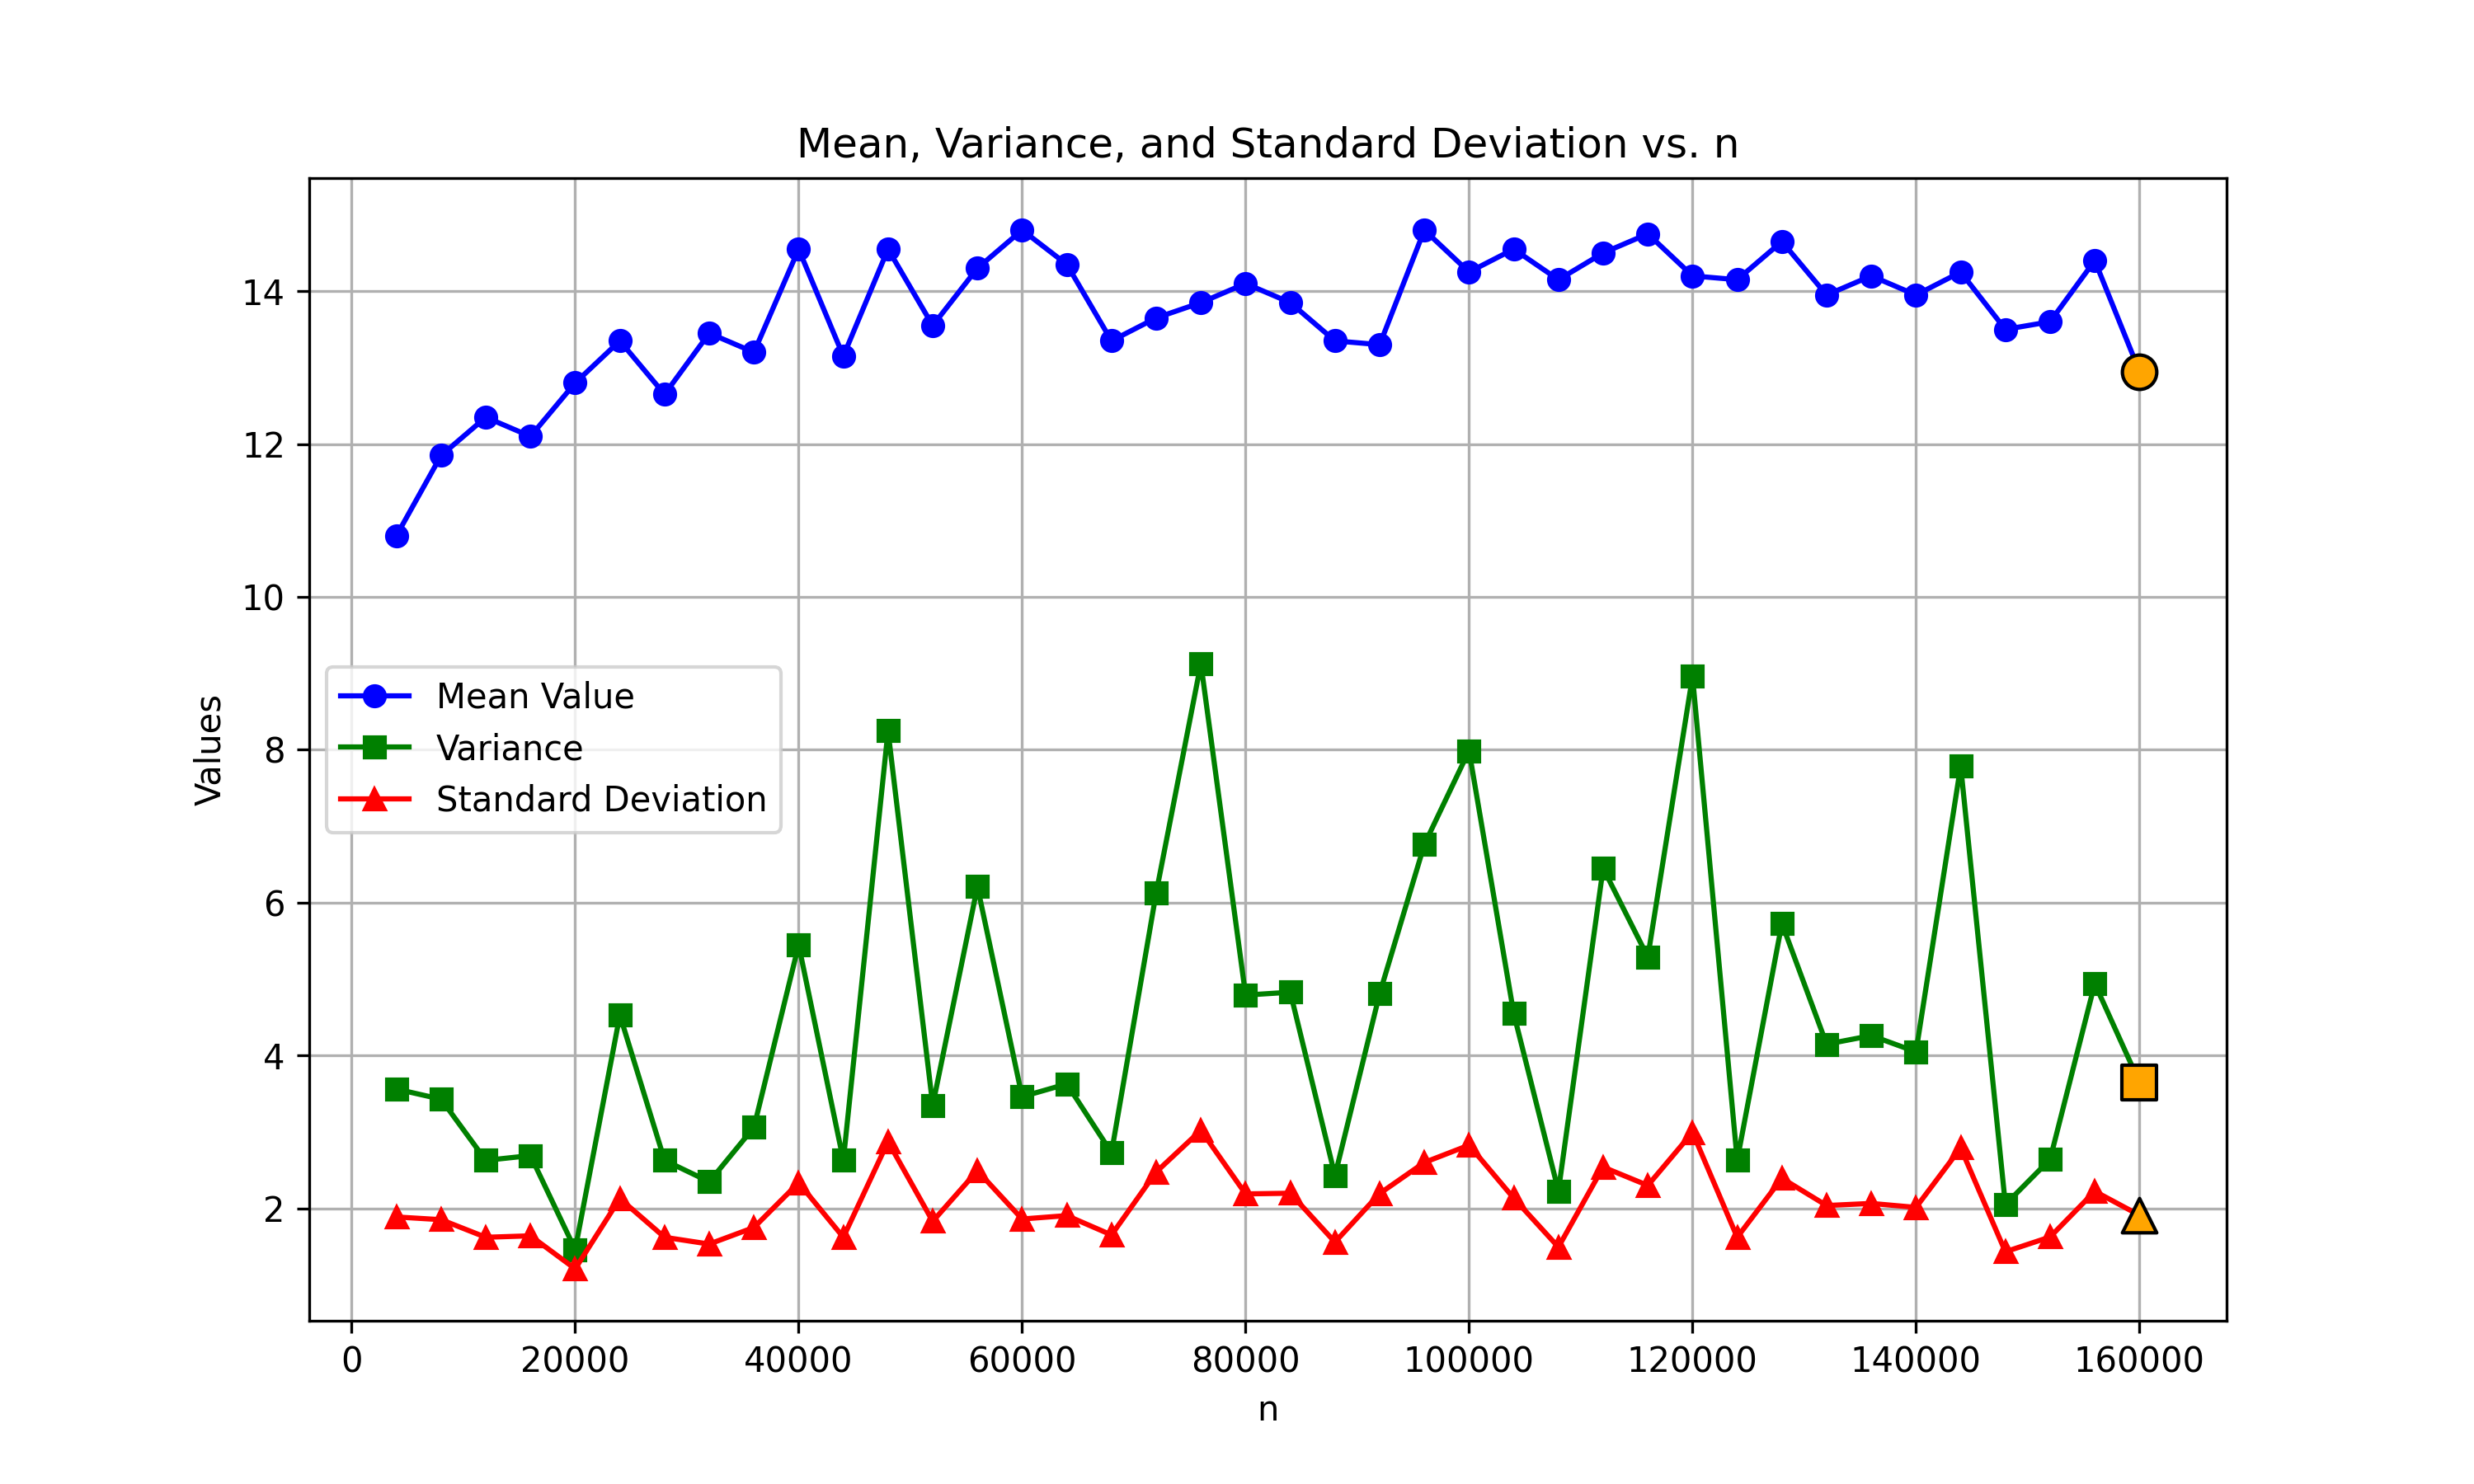 Mean, Variance, and Standard Deviation vs. n
14
12
10
8
6
4
2
Values
Mean Value
Variance
Standard Deviation
0 20000 40000 60000 80000 100000 120000 140000 160000
n